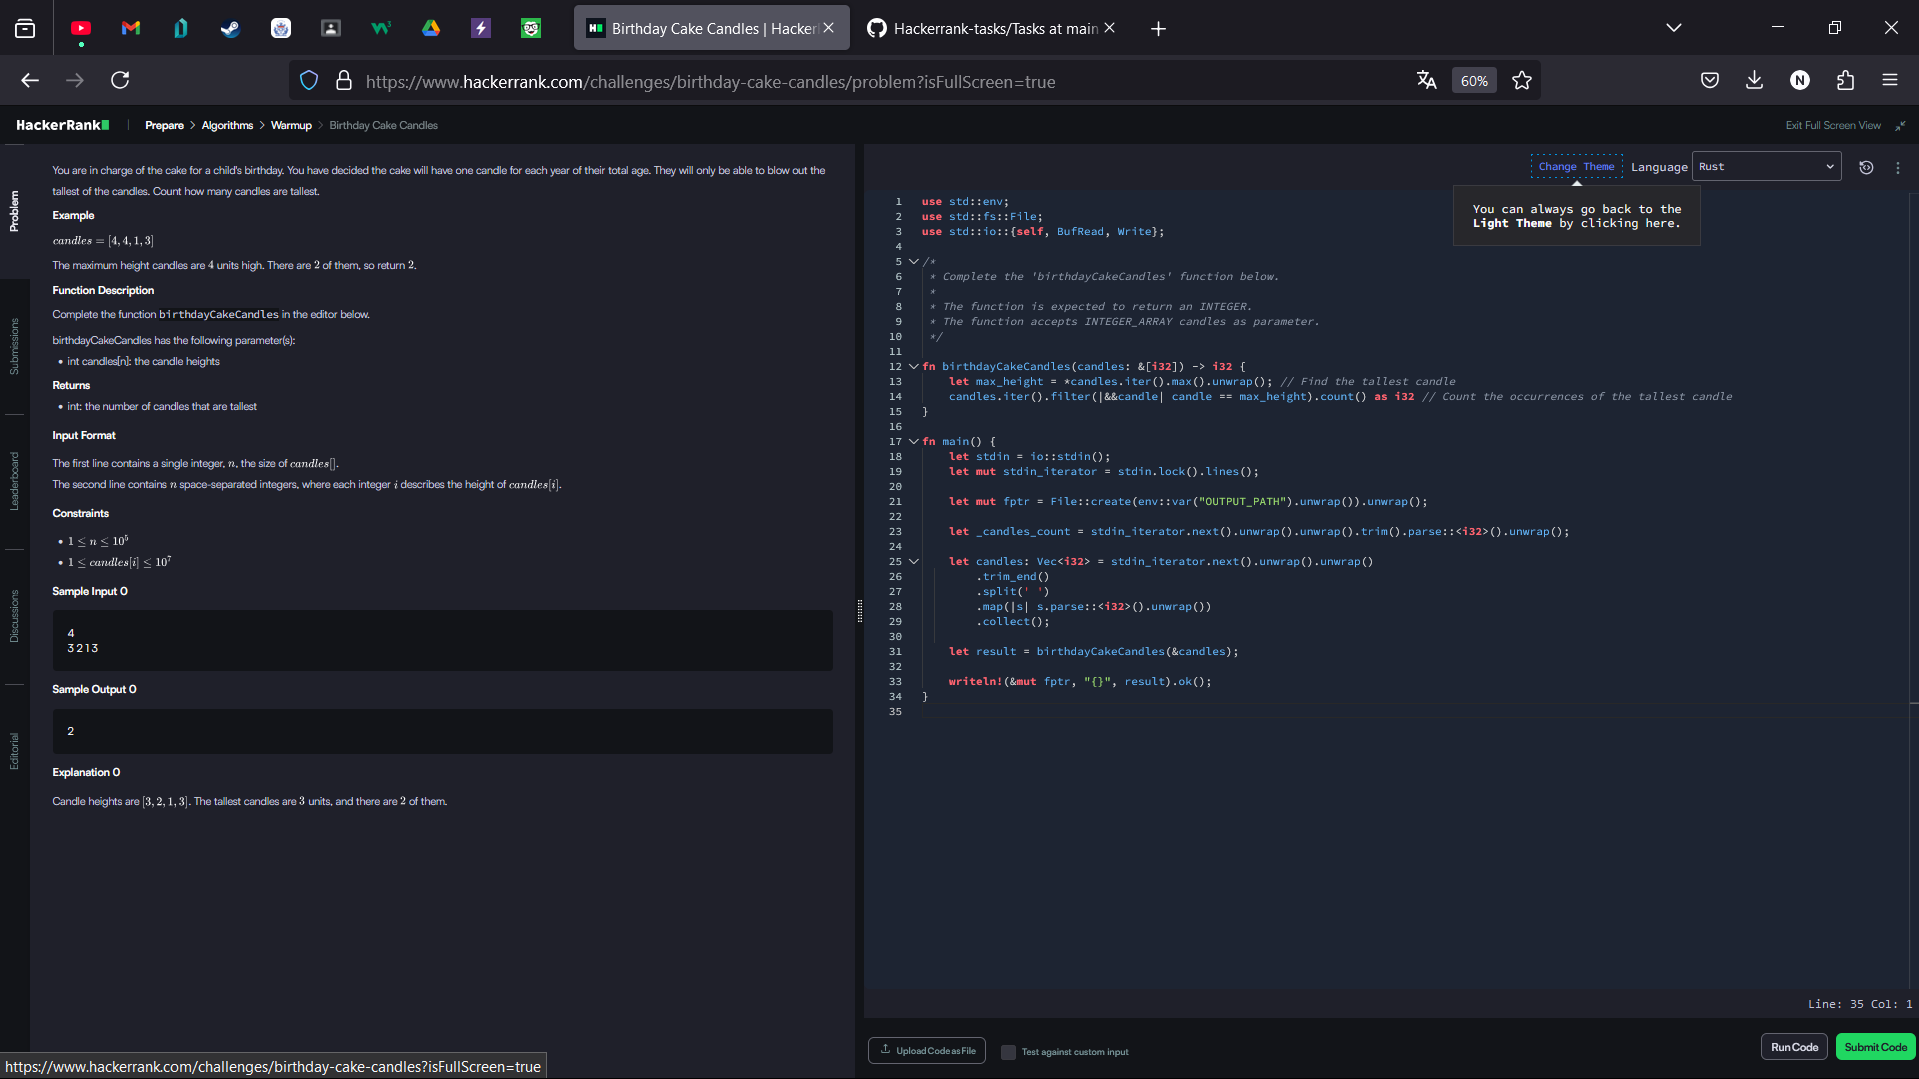 Birthday Cake Candles | Hacker
Hackerrank-tasks/Tasks at main
https://www.hackerrank.com/challenges/birthday-cake-candles/problem?isFullScreen=true
60%
N
HackerRank
Prepare > Algorithms > Warmup > Birthday Cake Candles
Exit Full Screen View
Problem
Submissions
Leaderboard
Discussions
Editorial
You are in charge of the cake for a child's birthday. You have decided the cake will have one candle for each year of their total age. They will only be able to blow out the
tallest of the candles. Count how many candles are tallest.
Example
candles = [4, 4, 1, 3]
The maximum height candles are 4 units high. There are 2 of them, so return 2.
Function Description
Complete the function birthdayCakeCandles in the editor below.
birthdayCakeCandles has the following parameter(s):
• int candles[n]: the candle heights
Returns
• int: the number of candles that are tallest
Input Format
The first line contains a single integer, n, the size of candles[].
The second line contains n space-separated integers, where each integer i describes the height of candles[i].
Constraints
• 1 ≤ n ≤ 10⁵
• 1 ≤ candles[i] ≤ 10⁷
Sample Input 0
4
3 2 1 3
Sample Output 0
2
Explanation 0
Candle heights are [3, 2, 1, 3]. The tallest candles are 3 units, and there are 2 of them.
Change Theme
Language
Rust
You can always go back to the
Light Theme by clicking here.
1 use std::env;
2 use std::fs::File;
3 use std::io::{self, BufRead, Write};
4
5 /*
6  * Complete the 'birthdayCakeCandles' function below.
7  *
8  * The function is expected to return an INTEGER.
9  * The function accepts INTEGER_ARRAY candles as parameter.
10  */
11
12 fn birthdayCakeCandles(candles: &[i32]) -> i32 {
13     let max_height = *candles.iter().max().unwrap(); // Find the tallest candle
14     candles.iter().filter(|&&candle| candle == max_height).count() as i32 // Count the occurrences of the tallest candle
15 }
16
17 fn main() {
18     let stdin = io::stdin();
19     let mut stdin_iterator = stdin.lock().lines();
20
21     let mut fptr = File::create(env::var("OUTPUT_PATH").unwrap()).unwrap();
22
23     let _candles_count = stdin_iterator.next().unwrap().unwrap().trim().parse::<i32>().unwrap();
24
25     let candles: Vec<i32> = stdin_iterator.next().unwrap().unwrap()
26         .trim_end()
27         .split(' ')
28         .map(|s| s.parse::<i32>().unwrap())
29         .collect();
30
31     let result = birthdayCakeCandles(&candles);
32
33     writeln!(&mut fptr, "{}", result).ok();
34 }
35
Line: 35 Col: 1
Upload Code as File
Test against custom input
Run Code
Submit Code
https://www.hackerrank.com/challenges/birthday-cake-candles?isFullScreen=true